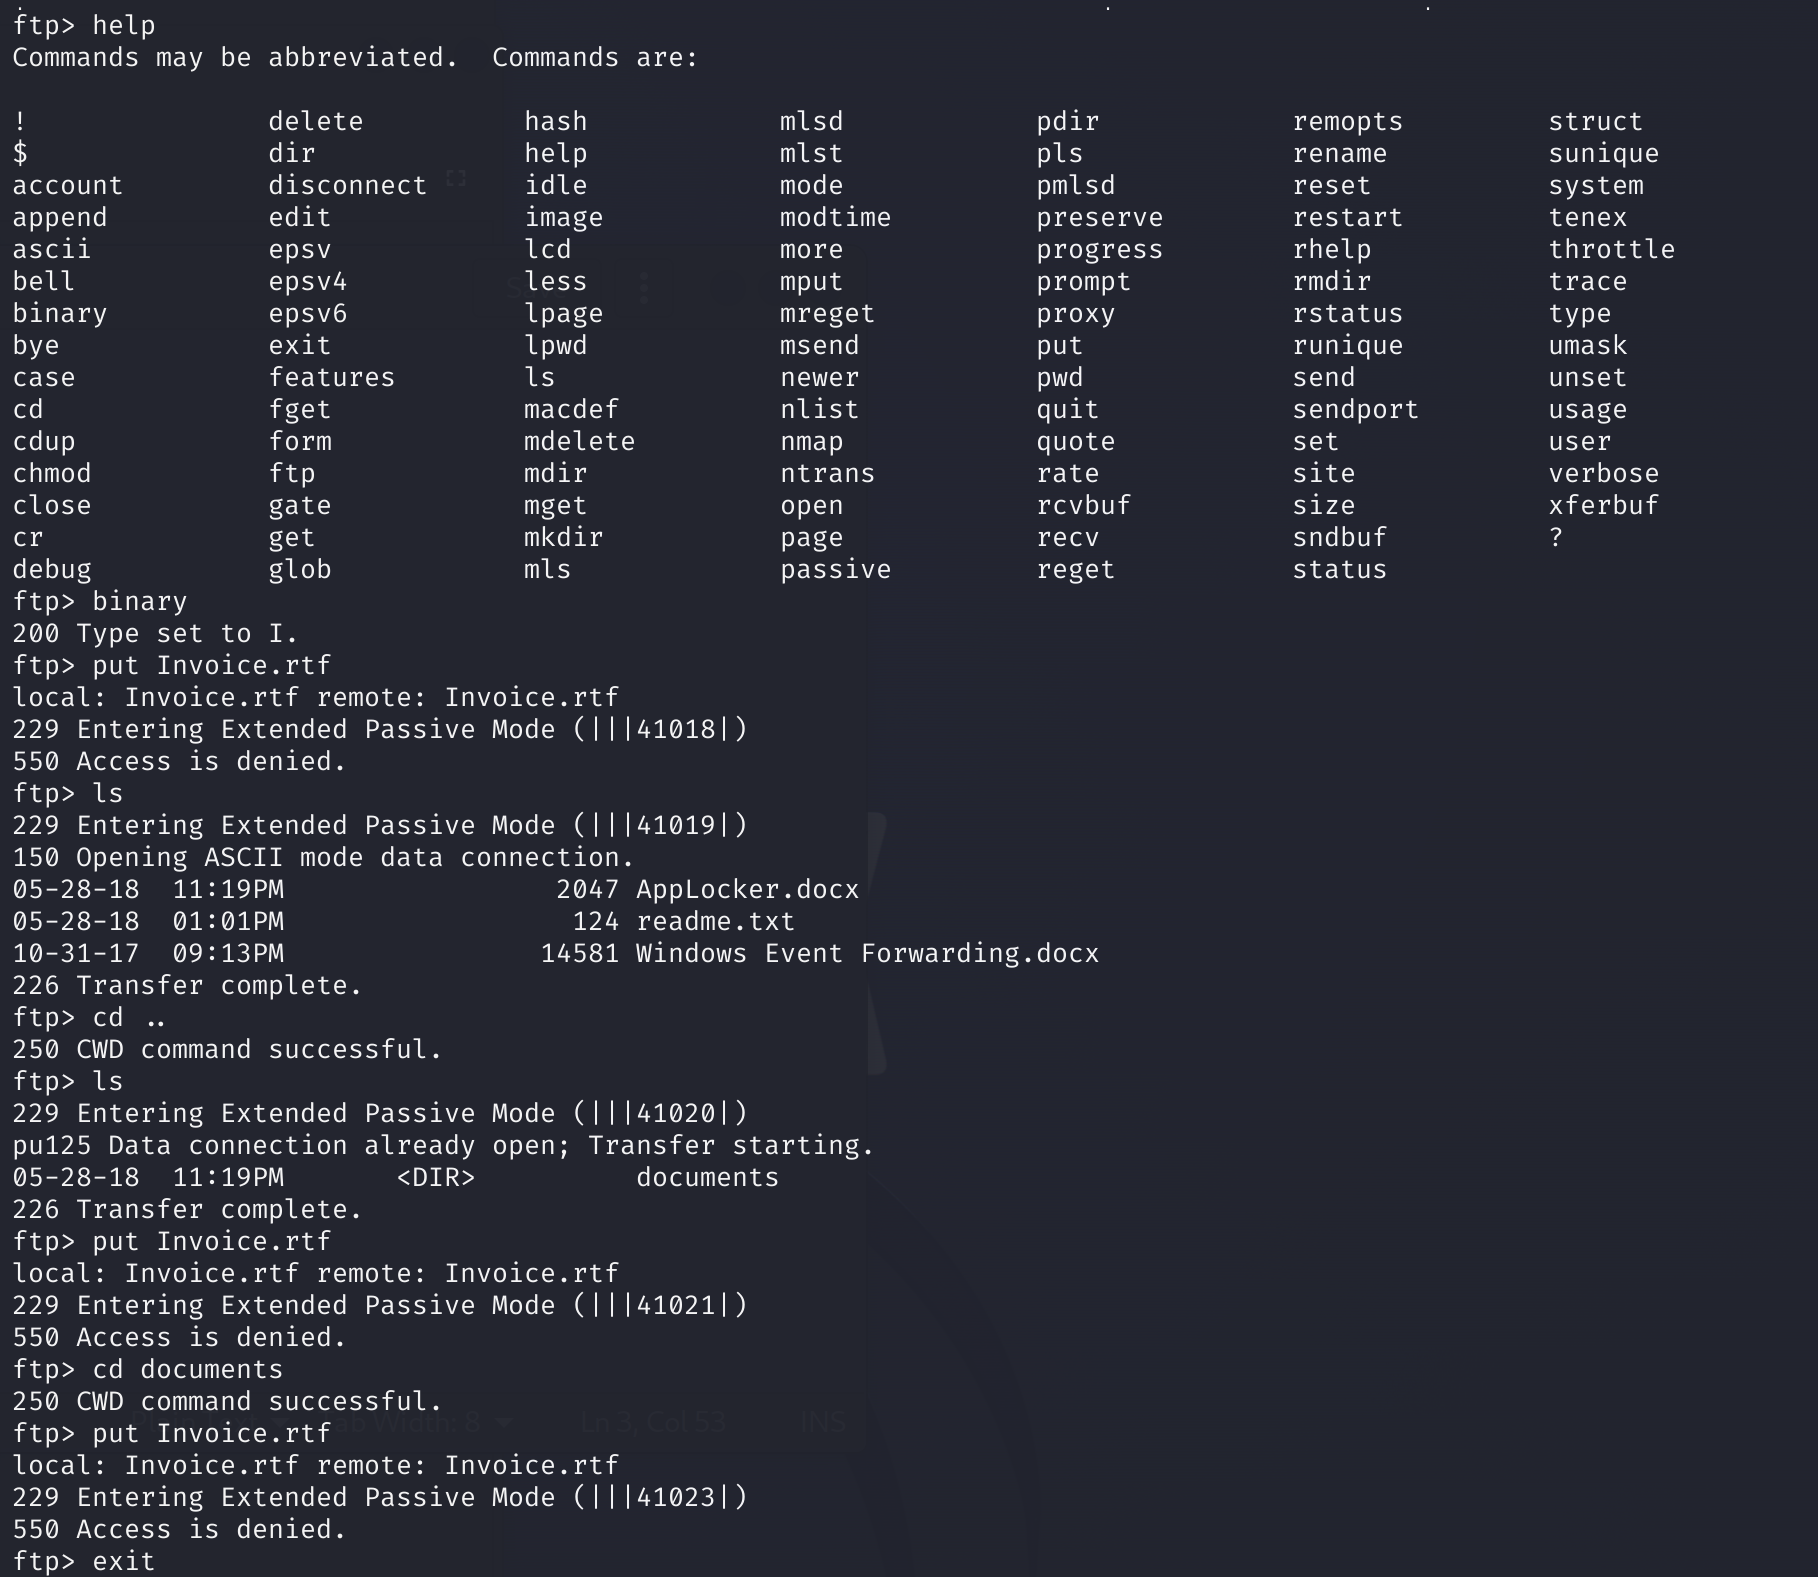 ftp> help
Commands may be abbreviated.  Commands are:

!               delete          hash            mlsd            pdir            remopts         struct
$               dir             help            mlst            pls             rename          sunique
account         disconnect      idle            mode            pmlsd           reset           system
append          edit            image           modtime         preserve        restart         tenex
ascii           epsv            lcd             more            progress        rhelp           throttle
bell            epsv4           less            mput            prompt          rmdir           trace
binary          epsv6           lpage           mreget          proxy           rstatus         type
bye             exit            lpwd            msend           put             runique         umask
case            features        ls              newer           pwd             send            unset
cd              fget            macdef          nlist           quit            sendport        usage
cdup            form            mdelete         nmap            quote           set             user
chmod           ftp             mdir            ntrans          rate            site            verbose
close           gate            mget            open            rcvbuf          size            xferbuf
cr              get             mkdir           page            recv            sndbuf          ?
debug           glob            mls             passive         reget           status
ftp> binary
200 Type set to I.
ftp> put Invoice.rtf
local: Invoice.rtf remote: Invoice.rtf
229 Entering Extended Passive Mode (|||41018|)
550 Access is denied.
ftp> ls
229 Entering Extended Passive Mode (|||41019|)
150 Opening ASCII mode data connection.
05-28-18  11:19PM                 2047 AppLocker.docx
05-28-18  01:01PM                  124 readme.txt
10-31-17  09:13PM                14581 Windows Event Forwarding.docx
226 Transfer complete.
ftp> cd ..
250 CWD command successful.
ftp> ls
229 Entering Extended Passive Mode (|||41020|)
pu125 Data connection already open; Transfer starting.
05-28-18  11:19PM       <DIR>          documents
226 Transfer complete.
ftp> put Invoice.rtf
local: Invoice.rtf remote: Invoice.rtf
229 Entering Extended Passive Mode (|||41021|)
550 Access is denied.
ftp> cd documents
250 CWD command successful.
Width: 8 Ln 3, Col 53 INS
ftp> put Invoice.rtf
local: Invoice.rtf remote: Invoice.rtf
229 Entering Extended Passive Mode (|||41023|)
550 Access is denied.
ftp> exit